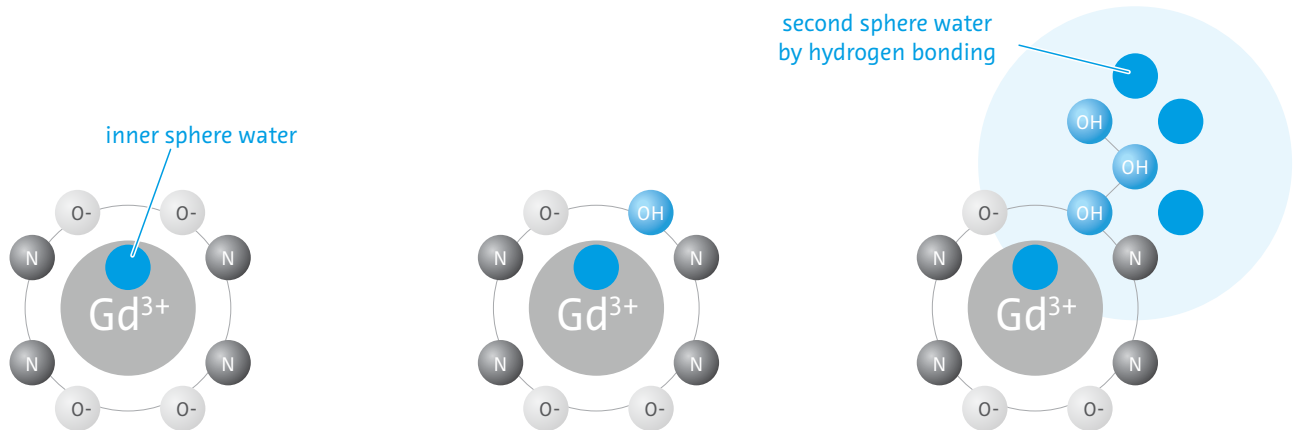 second sphere water
by hydrogen bonding
inner sphere water
OH
OH
O- O- O- OH O- OH
N N N N N N
Gd³⁺ Gd³⁺ Gd³⁺
N N N N N N
O- O- O- O- O- O-